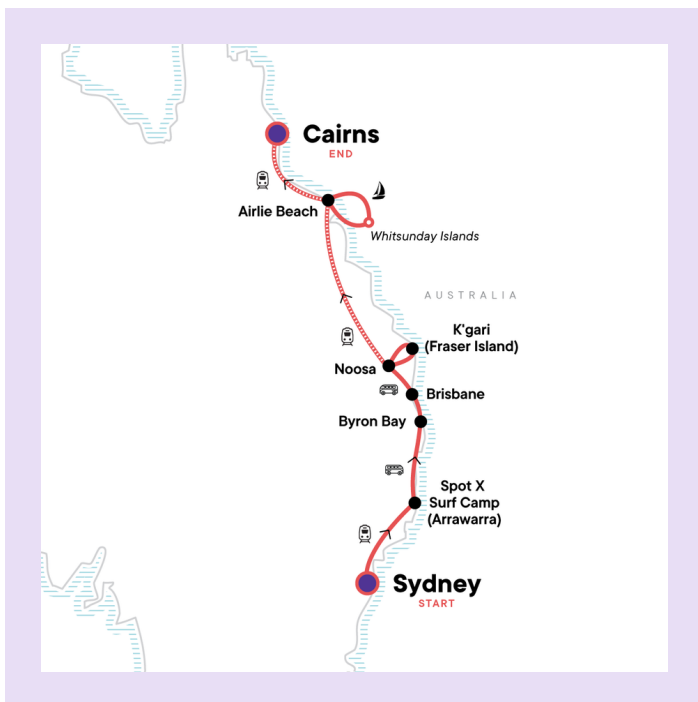 Cairns
END
Airlie Beach
Whitsunday Islands
AUSTRALIA
K'gari
(Fraser Island)
Noosa
Brisbane
Byron Bay
Spot X
Surf Camp
(Arrawarra)
Sydney
START